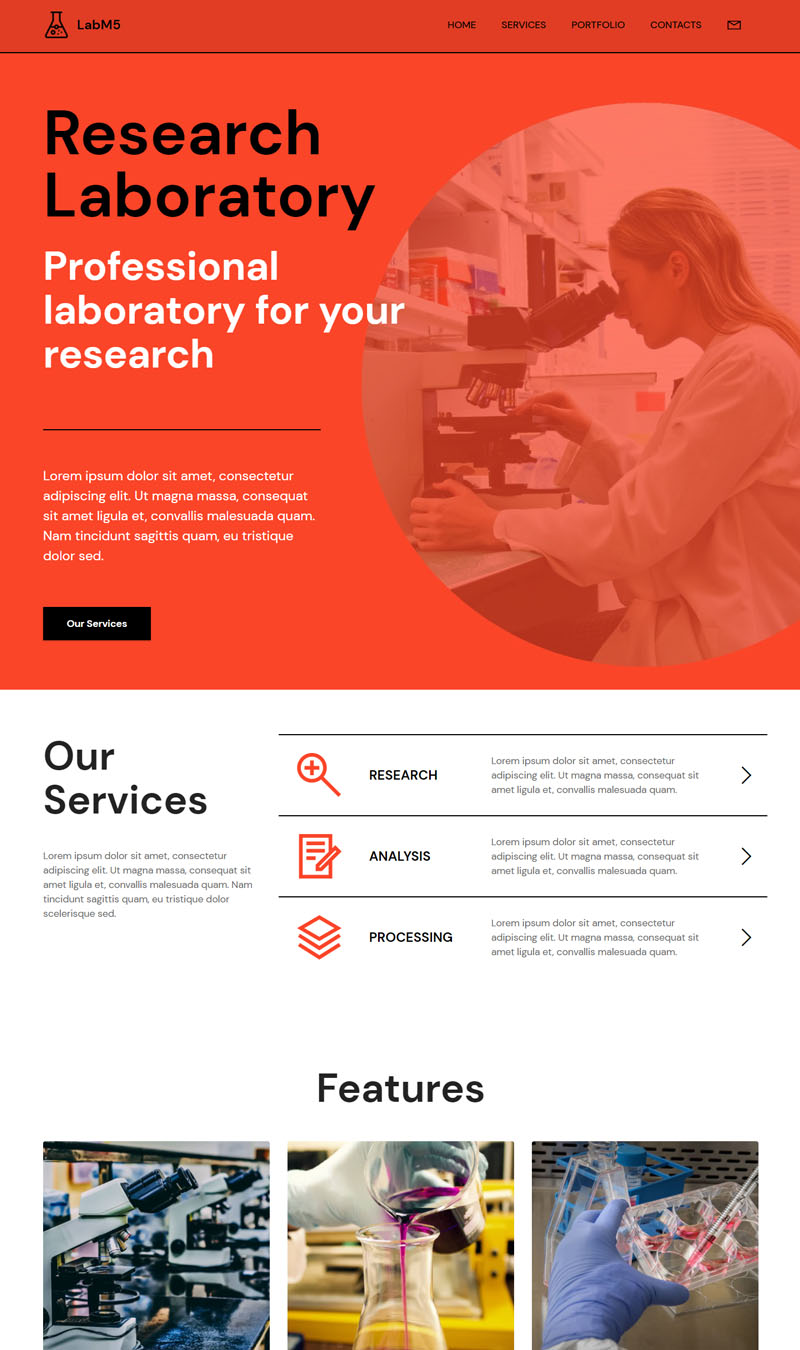 LabM5
HOME SERVICES PORTFOLIO CONTACTS
Research
Laboratory
Professional
laboratory for your
research
Lorem ipsum dolor sit amet, consectetur
adipiscing elit. Ut magna massa, consequat
sit amet ligula et, convallis malesuada quam.
Nam tincidunt sagittis quam, eu tristique
dolor sed.
Our Services
Our
Services
Lorem ipsum dolor sit amet, consectetur
adipiscing elit. Ut magna massa, consequat sit
amet ligula et, convallis malesuada quam. Nam
tincidunt sagittis quam, eu tristique dolor
scelerisque sed.
RESEARCH
Lorem ipsum dolor sit amet, consectetur
adipiscing elit. Ut magna massa, consequat sit
amet ligula et, convallis malesuada quam.
ANALYSIS
Lorem ipsum dolor sit amet, consectetur
adipiscing elit. Ut magna massa, consequat sit
amet ligula et, convallis malesuada quam.
PROCESSING
Lorem ipsum dolor sit amet, consectetur
adipiscing elit. Ut magna massa, consequat sit
amet ligula et, convallis malesuada quam.
Features